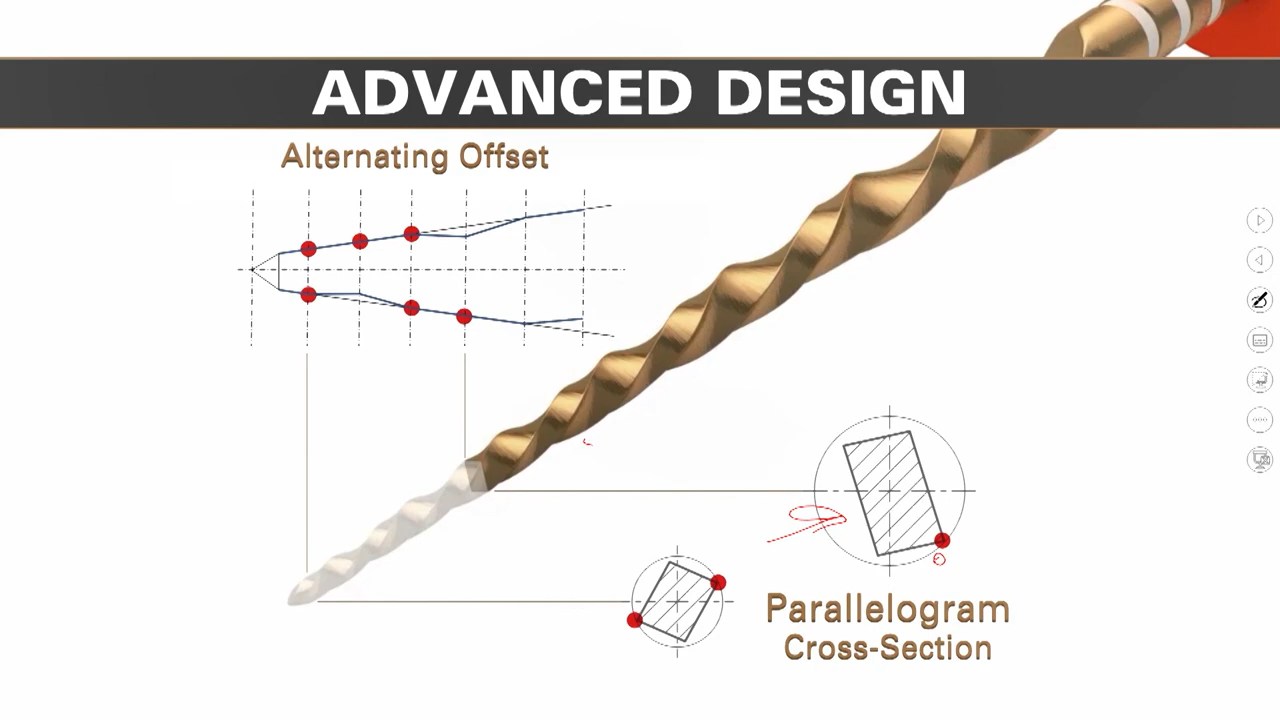 ADVANCED DESIGN
Alternating Offset
Parallelogram
Cross-Section